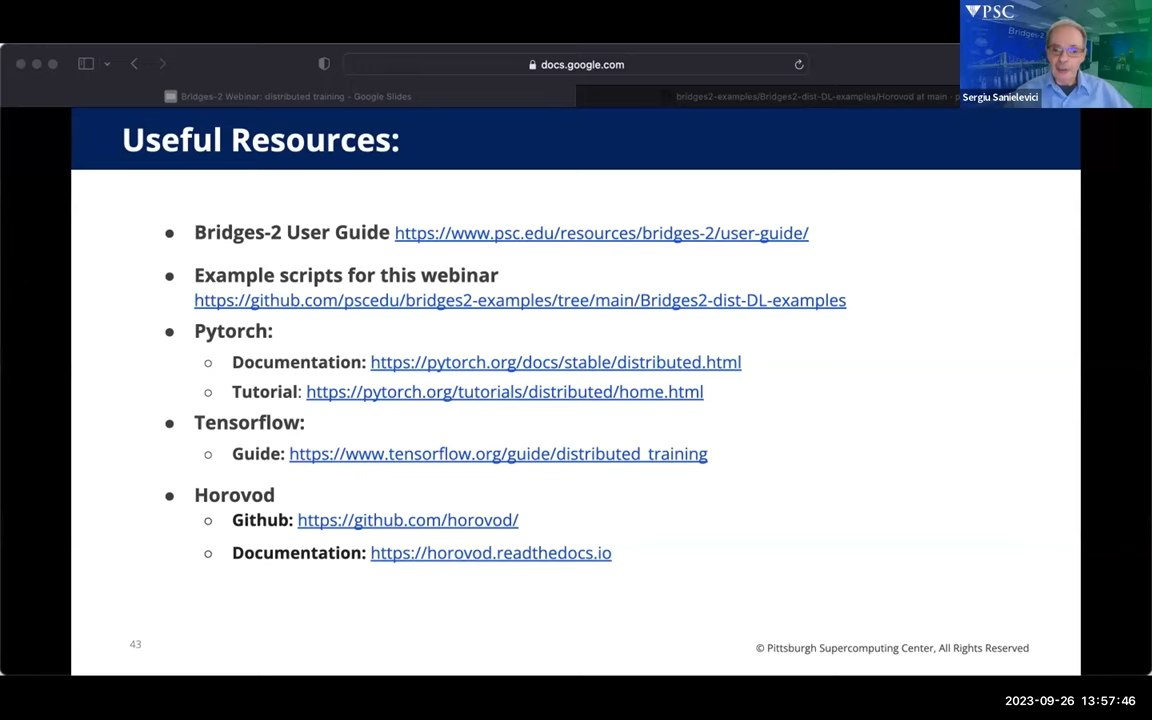 PSC
Bridges-2
Sergiu Sanielevici
docs.google.com
Bridges-2 Webinar: distributed training - Google Slides
bridges2-examples/Bridges2-dist-DL-examples/Horovod at main · p
Useful Resources:
● Bridges-2 User Guide https://www.psc.edu/resources/bridges-2/user-guide/
● Example scripts for this webinar
https://github.com/pscedu/bridges2-examples/tree/main/Bridges2-dist-DL-examples
● Pytorch:
○ Documentation: https://pytorch.org/docs/stable/distributed.html
○ Tutorial: https://pytorch.org/tutorials/distributed/home.html
● Tensorflow:
○ Guide: https://www.tensorflow.org/guide/distributed_training
● Horovod
○ Github: https://github.com/horovod/
○ Documentation: https://horovod.readthedocs.io
43
© Pittsburgh Supercomputing Center, All Rights Reserved
2023-09-26 13:57:46